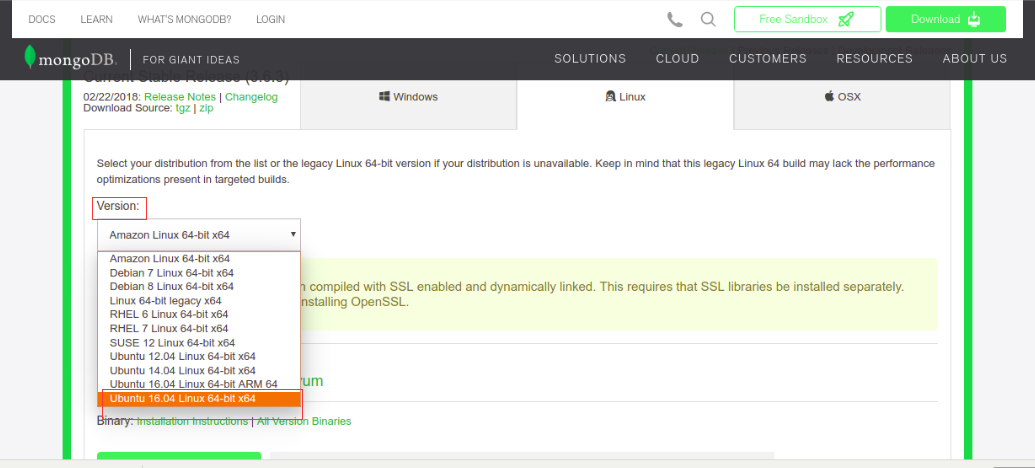 DOCS LEARN WHAT'S MONGODB? LOGIN Free Sandbox Download
mongoDB. FOR GIANT IDEAS SOLUTIONS CLOUD CUSTOMERS RESOURCES ABOUT US
Current Stable Release (3.6.3)
02/22/2018: Release Notes | Changelog
Download Source: tgz | zip
Windows Linux OSX
Select your distribution from the list or the legacy Linux 64-bit version if your distribution is unavailable. Keep in mind that this legacy Linux 64 build may lack the performance
optimizations present in targeted builds.
Version:
Amazon Linux 64-bit x64
Amazon Linux 64-bit x64
Debian 7 Linux 64-bit x64
Debian 8 Linux 64-bit x64
Linux 64-bit legacy x64
RHEL 6 Linux 64-bit x64
RHEL 7 Linux 64-bit x64
SUSE 12 Linux 64-bit x64
Ubuntu 12.04 Linux 64-bit x64
Ubuntu 14.04 Linux 64-bit x64
Ubuntu 16.04 Linux 64-bit ARM 64
Ubuntu 16.04 Linux 64-bit x64
compiled with SSL enabled and dynamically linked. This requires that SSL libraries be installed separately.
nstalling OpenSSL.
um
Binary: Installation Instructions | All Version Binaries